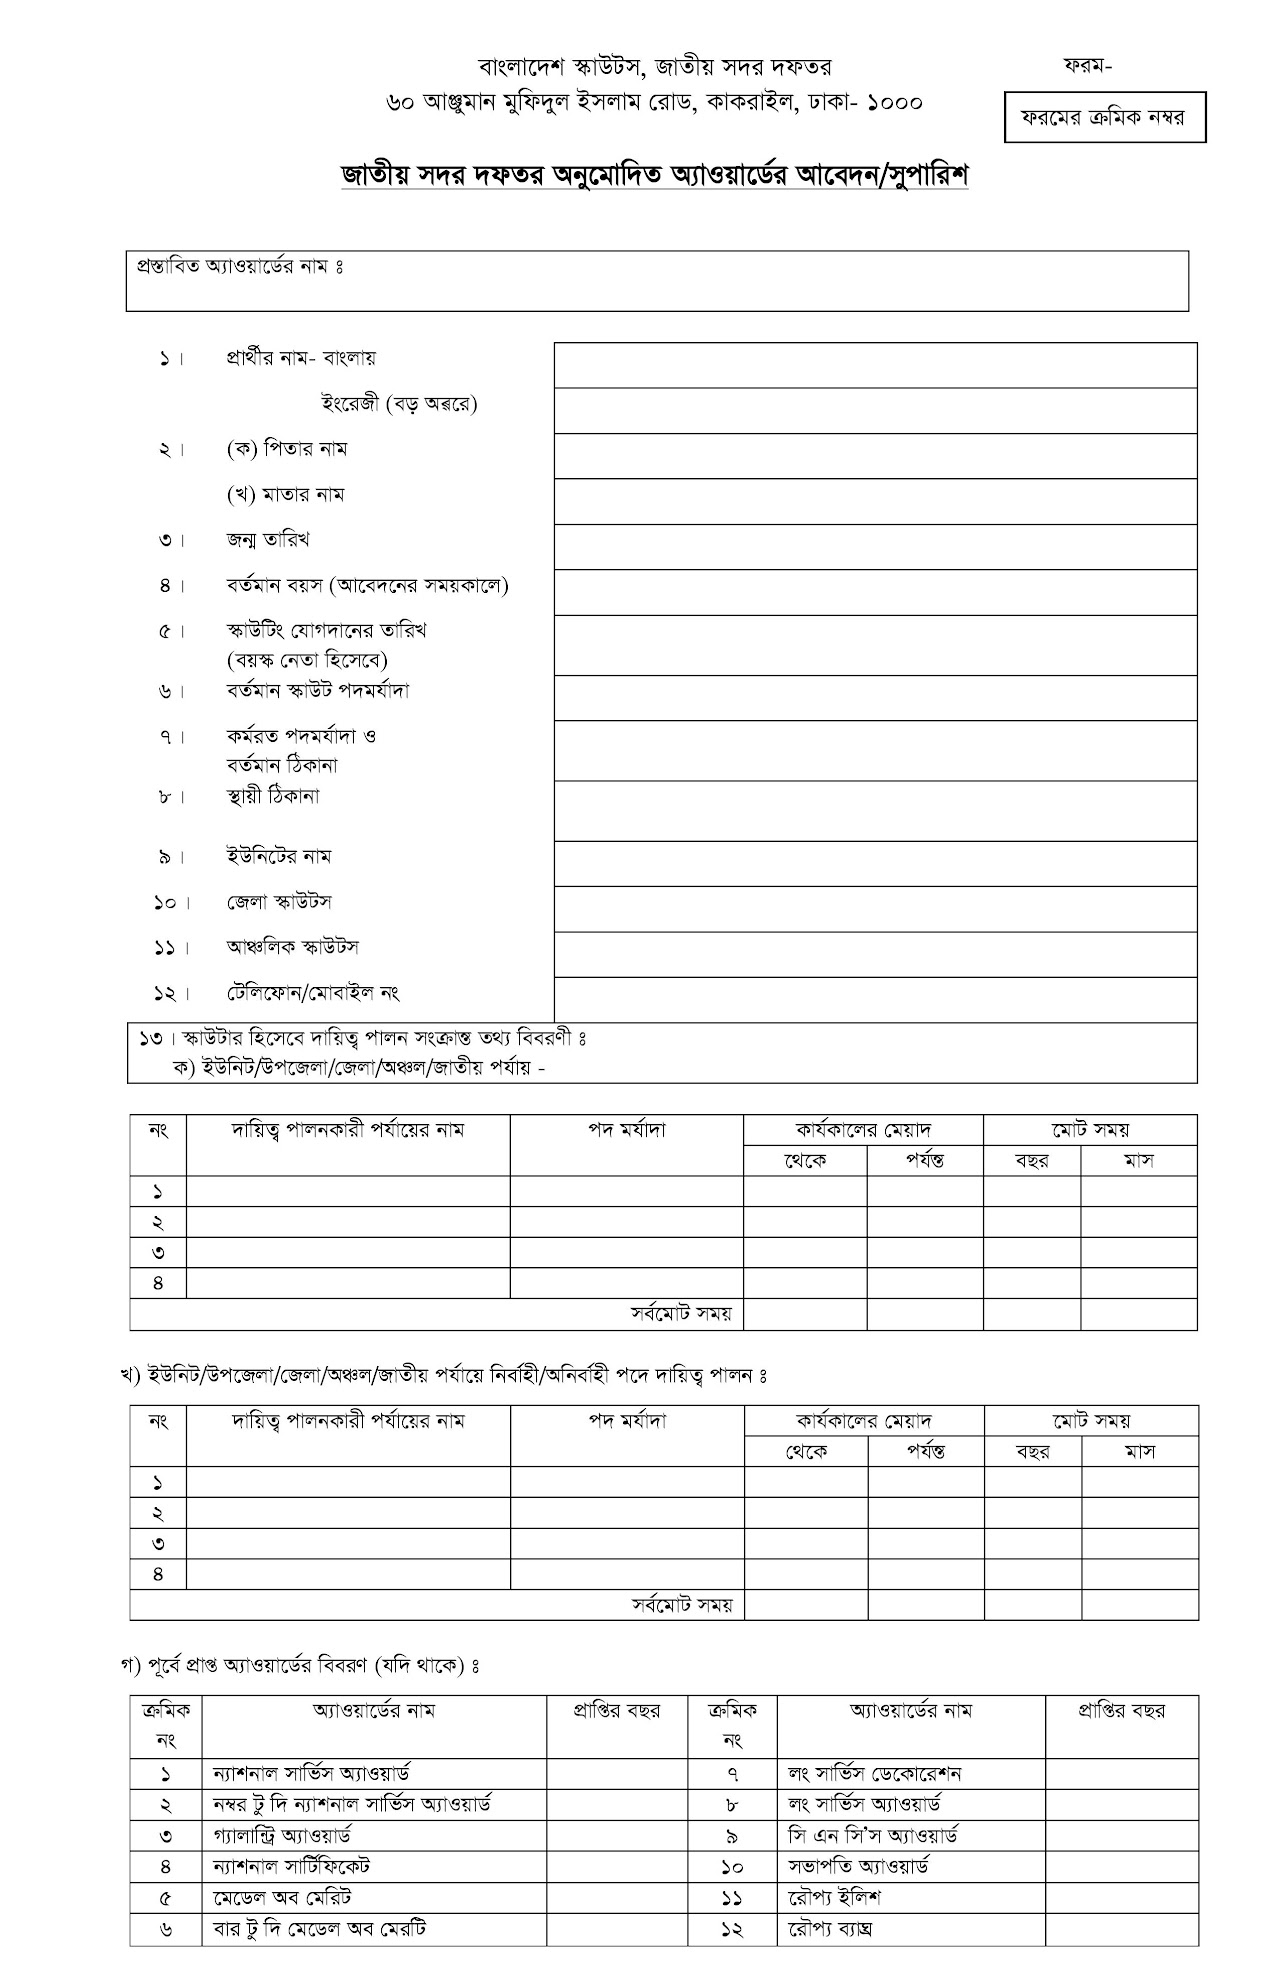 বাংলাদেশ স্কাউটস, জাতীয় সদর দফতর
ফরম-
৬০ আঞ্জুমান মুফিদুল ইসলাম রোড, কাকরাইল, ঢাকা- ১০০০
ফরমের ক্রমিক নম্বর
জাতীয় সদর দফতর অনুমোদিত অ্যাওয়ার্ডের আবেদন/সুপারিশ
প্রস্তাবিত অ্যাওয়ার্ডের নাম ঃ
১ । প্রার্থীর নাম- বাংলায়
ইংরেজী (বড় অৱরে)
২ । (ক) পিতার নাম
(খ) মাতার নাম
৩ । জন্ম তারিখ
৪ । বর্তমান বয়স (আবেদনের সময়কালে)
৫ । স্কাউটিং যোগদানের তারিখ
(বয়স্ক নেতা হিসেবে)
৬ । বর্তমান স্কাউট পদমর্যাদা
৭ । কর্মরত পদমর্যাদা ও
বর্তমান ঠিকানা
৮ । স্থায়ী ঠিকানা
৯ । ইউনিটের নাম
১০ । জেলা স্কাউটস
১১ । আঞ্চলিক স্কাউটস
১২ । টেলিফোন/মোবাইল নং
১৩ । স্কাউটার হিসেবে দায়িত্ব পালন সংক্রান্ত তথ্য বিবরণী ঃ
ক) ইউনিট/উপজেলা/জেলা/অঞ্চল/জাতীয় পর্যায় -
নং দায়িত্ব পালনকারী পর্যায়ের নাম পদ মর্যাদা কার্যকালের মেয়াদ মোট সময়
থেকে পর্যন্ত বছর মাস
১
২
৩
৪
সর্বমোট সময়
খ) ইউনিট/উপজেলা/জেলা/অঞ্চল/জাতীয় পর্যায়ে নির্বাহী/অনির্বাহী পদে দায়িত্ব পালন ঃ
নং দায়িত্ব পালনকারী পর্যায়ের নাম পদ মর্যাদা কার্যকালের মেয়াদ মোট সময়
থেকে পর্যন্ত বছর মাস
১
২
৩
৪
সর্বমোট সময়
গ) পূর্বে প্রাপ্ত অ্যাওয়ার্ডের বিবরণ (যদি থাকে) ঃ
ক্রমিক অ্যাওয়ার্ডের নাম প্রাপ্তির বছর ক্রমিক অ্যাওয়ার্ডের নাম প্রাপ্তির বছর
নং নং
১ ন্যাশনাল সার্ভিস অ্যাওয়ার্ড ৭ লং সার্ভিস ডেকোরেশন
২ নম্বর টু দি ন্যাশনাল সার্ভিস অ্যাওয়ার্ড ৮ লং সার্ভিস অ্যাওয়ার্ড
৩ গ্যালান্ট্রি অ্যাওয়ার্ড ৯ সি এন সি'স অ্যাওয়ার্ড
৪ ন্যাশনাল সার্টিফিকেট ১০ সভাপতি অ্যাওয়ার্ড
৫ মেডেল অব মেরিট ১১ রৌপ্য ইলিশ
৬ বার টু দি মেডেল অব মেরটি ১২ রৌপ্য ব্যাঘ্র